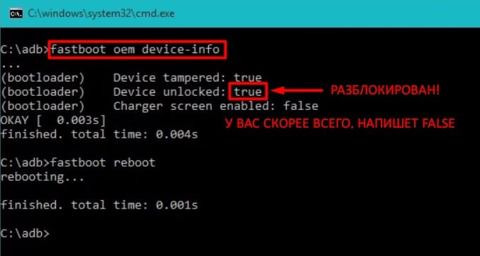 C:\windows\system32\cmd.exe
C:\adb>fastboot oem device-info
...
(bootloader) Device tampered: true
(bootloader) Device unlocked: true
РАЗБЛОКИРОВАН!
(bootloader) Charger screen enabled: false
OKAY [ 0.003s]
У ВАС СКОРЕЕ ВСЕГО, НАПИШЕТ FALSE
finished. total time: 0.004s
C:\adb>fastboot reboot
rebooting...
finished. total time: 0.001s
C:\adb>